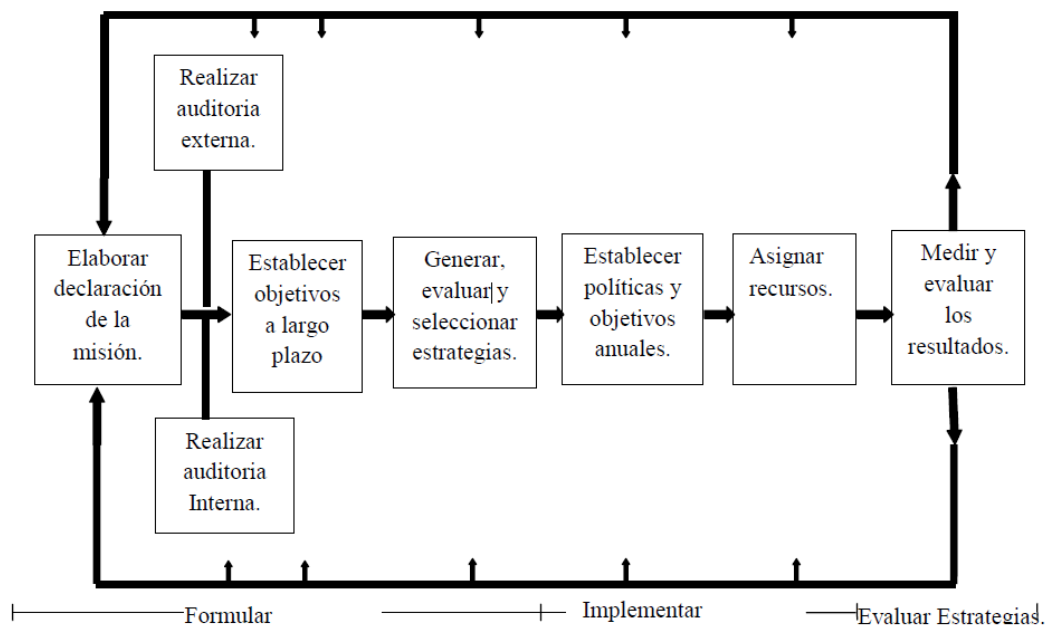 Realizar
auditoria
externa.
Elaborar
declaración
de la
misión.
Establecer
objetivos
a largo
plazo
Generar,
evaluar y
seleccionar
estrategias.
Establecer
políticas y
objetivos
anuales.
Asignar
recursos.
Medir y
evaluar
los
resultados.
Realizar
auditoria
Interna.
Formular
Implementar
Evaluar Estrategias.